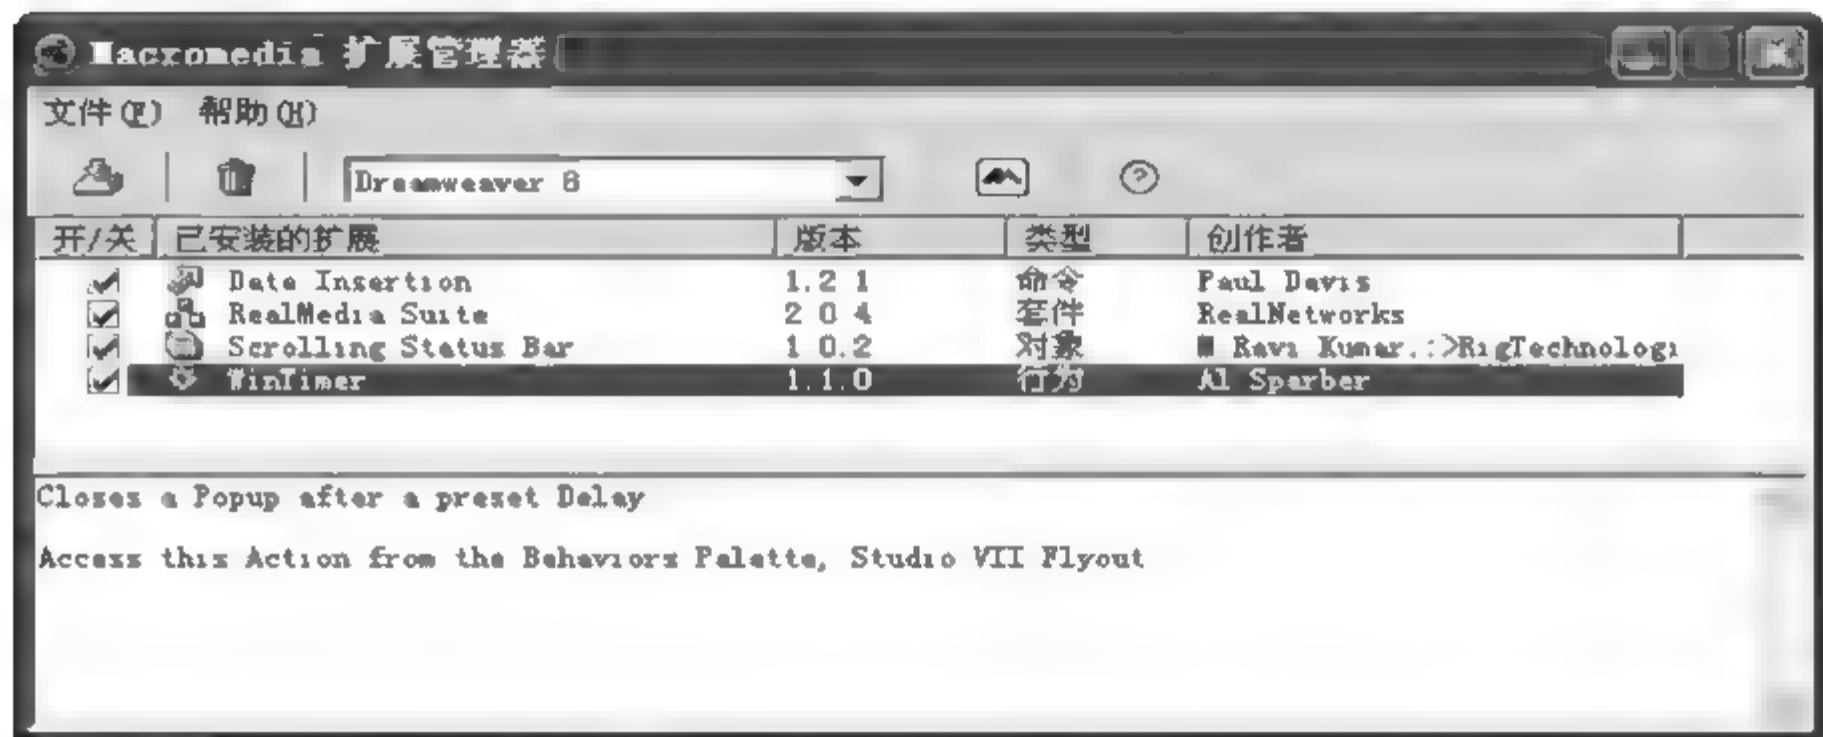 Macromedia 扩展管理器
文件(F) 帮助(H)
Dreamweaver 8
开/关 已安装的扩展 版本 类型 创作者
Date Insertion 1.2.1 命令 Paul Davis
RealMedia Suite 2.0.4 套件 RealNetworks
Scrolling Status Bar 1.0.2 对象 Ravi Kumar.:>RigTechnologi
WinTimer 1.1.0 行为 Al Sparber
Closes a Popup after a preset Delay
Access this Action from the Behaviors Palette, Studio VII Flyout